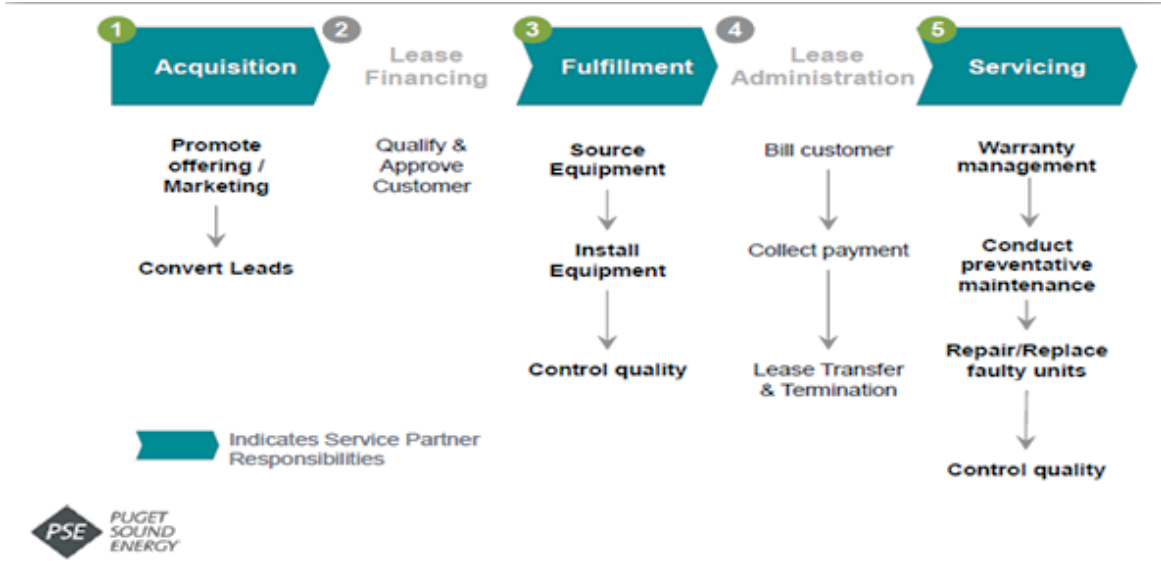 1
Acquisition
Promote
offering /
Marketing
Convert Leads
2
Lease
Financing
Qualify &
Approve
Customer
3
Fulfillment
Source
Equipment
Install
Equipment
Control quality
4
Lease
Administration
Bill customer
Collect payment
Lease Transfer
& Termination
5
Servicing
Warranty
management
Conduct
preventative
maintenance
Repair/Replace
faulty units
Control quality
Indicates Service Partner
Responsibilities
PSE
PUGET
SOUND
ENERGY